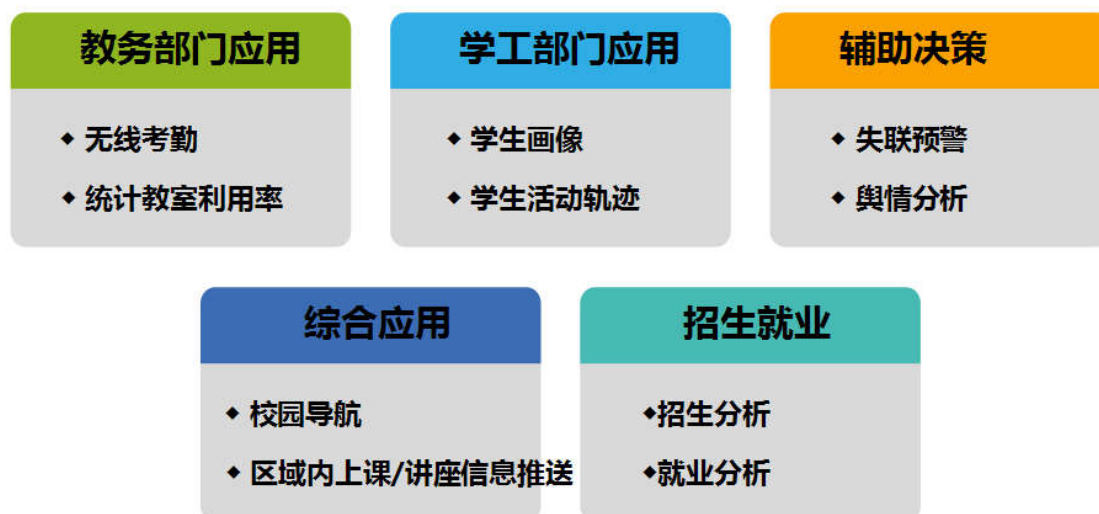 教务部门应用
◆ 无线考勤
◆ 统计教室利用率
学工部门应用
◆ 学生画像
◆ 学生活动轨迹
辅助决策
◆ 失联预警
◆ 舆情分析
综合应用
◆ 校园导航
◆ 区域内上课/讲座信息推送
招生就业
◆招生分析
◆就业分析